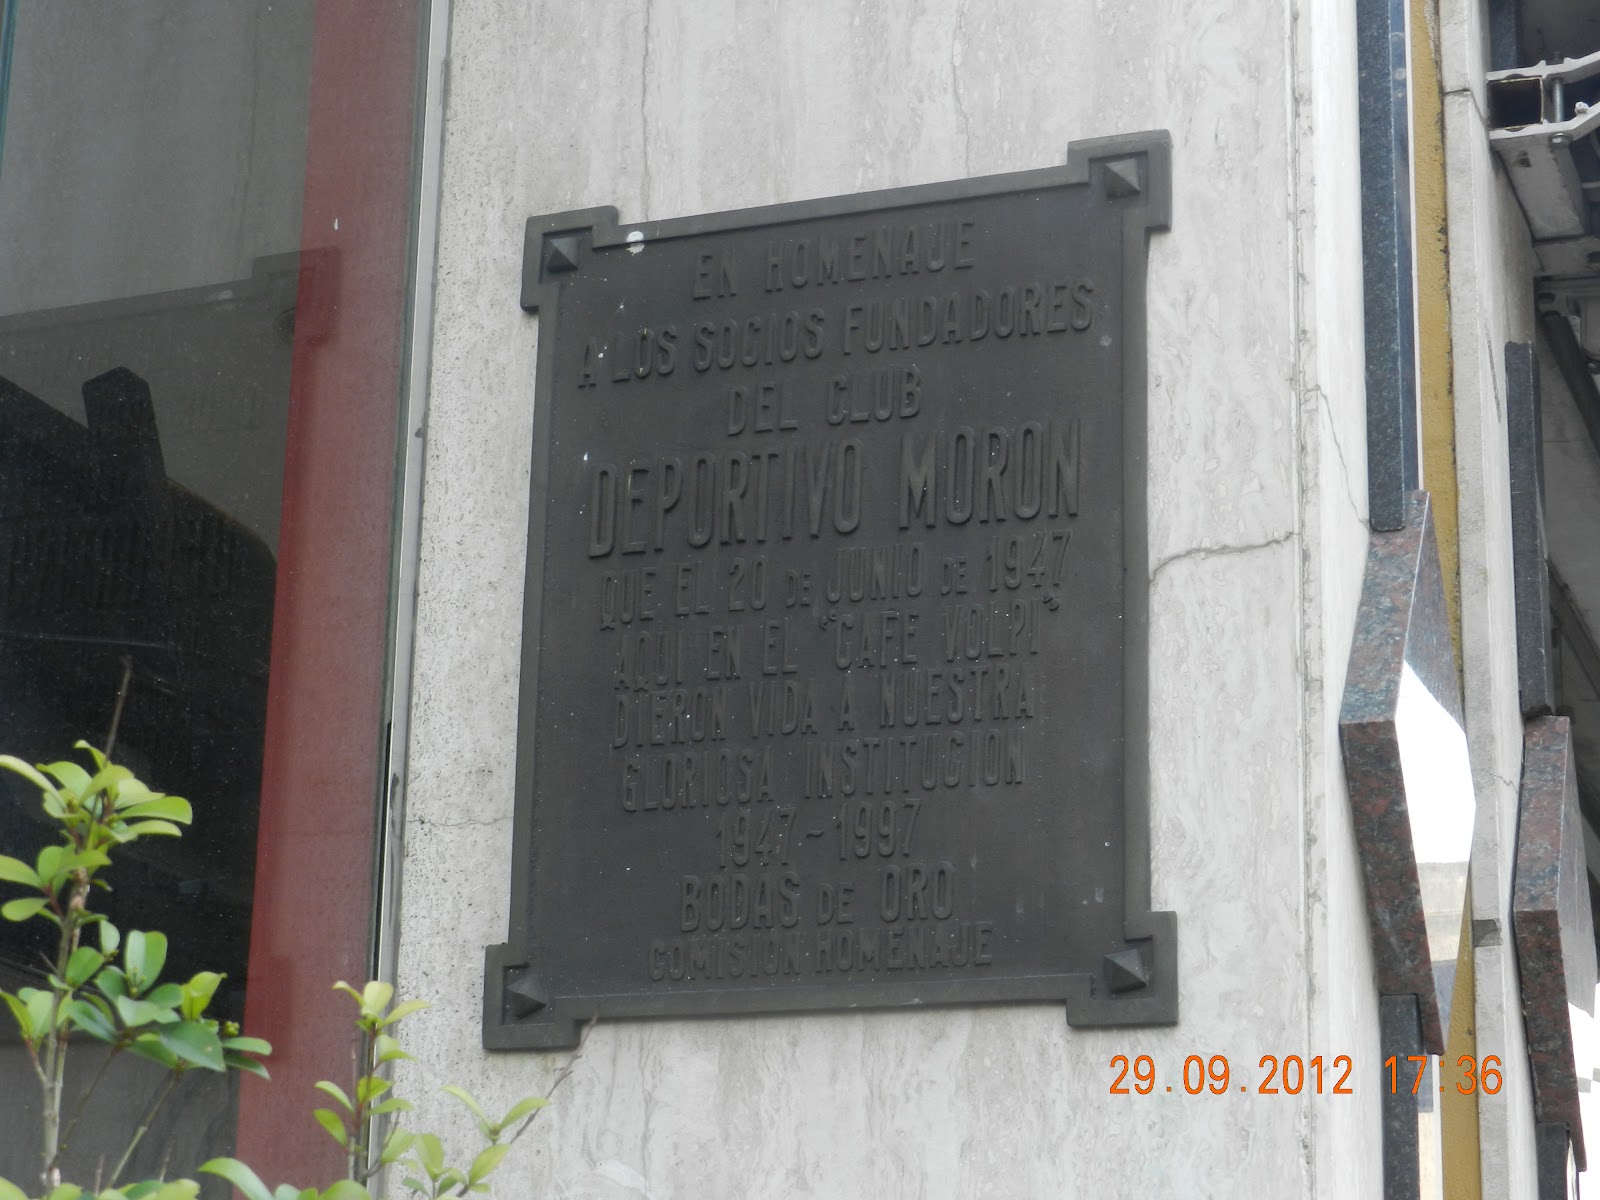 EN HOMENAJE
A LOS SOCIOS FUNDADORES
DEL CLUB
DEPORTIVO MORON
QUE EL 20 DE JUNIO DE 1947
AQUI EN EL "CAFE VOLPI"
DIERON VIDA A NUESTRA
GLORIOSA INSTITUCION
1947~1997
BODAS DE ORO
COMISION HOMENAJE
29.09.2012 17:36